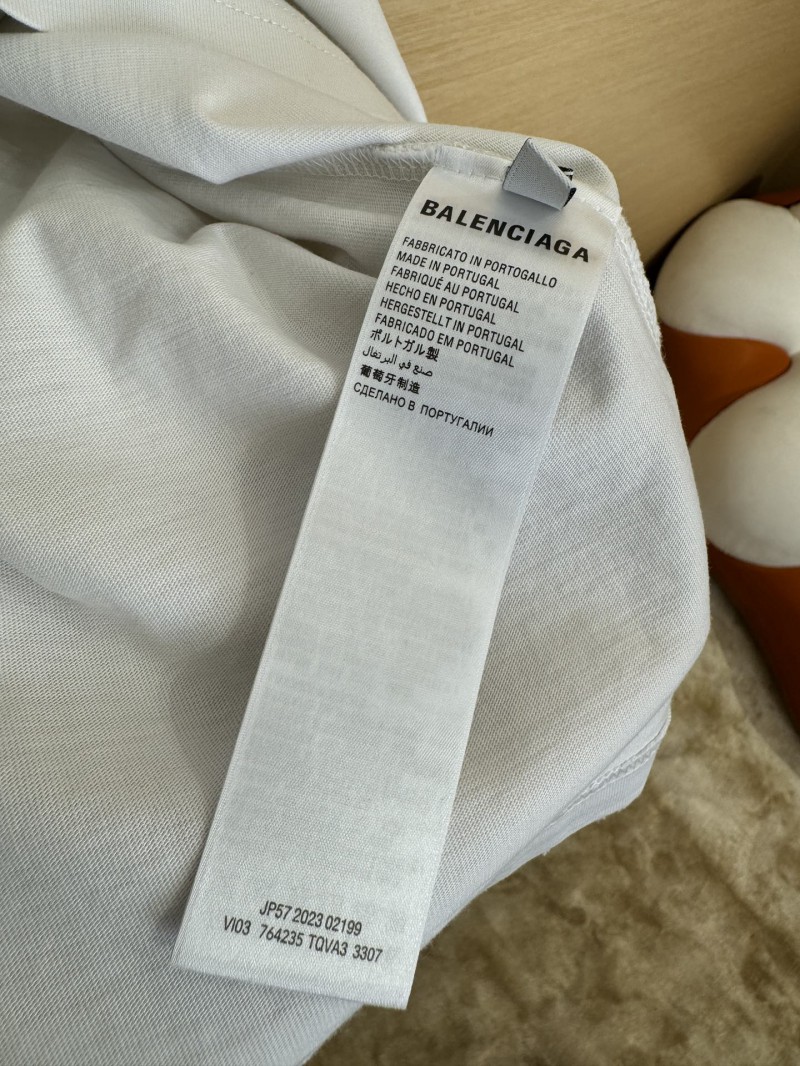 BALENCIAGA
FABBRICATO IN PORTOGALLO
MADE IN PORTUGAL
FABRIQUÉ AU PORTUGAL
HECHO EN PORTUGAL
HERGESTELLT IN PORTUGAL
FABRICADO EM PORTUGAL
ポルトガル製
صنع في البرتغال
葡萄牙制造
СДЕЛАНО В ПОРТУГАЛИИ
JP57 2023 02199
VI03 764235 TQVA3 3307